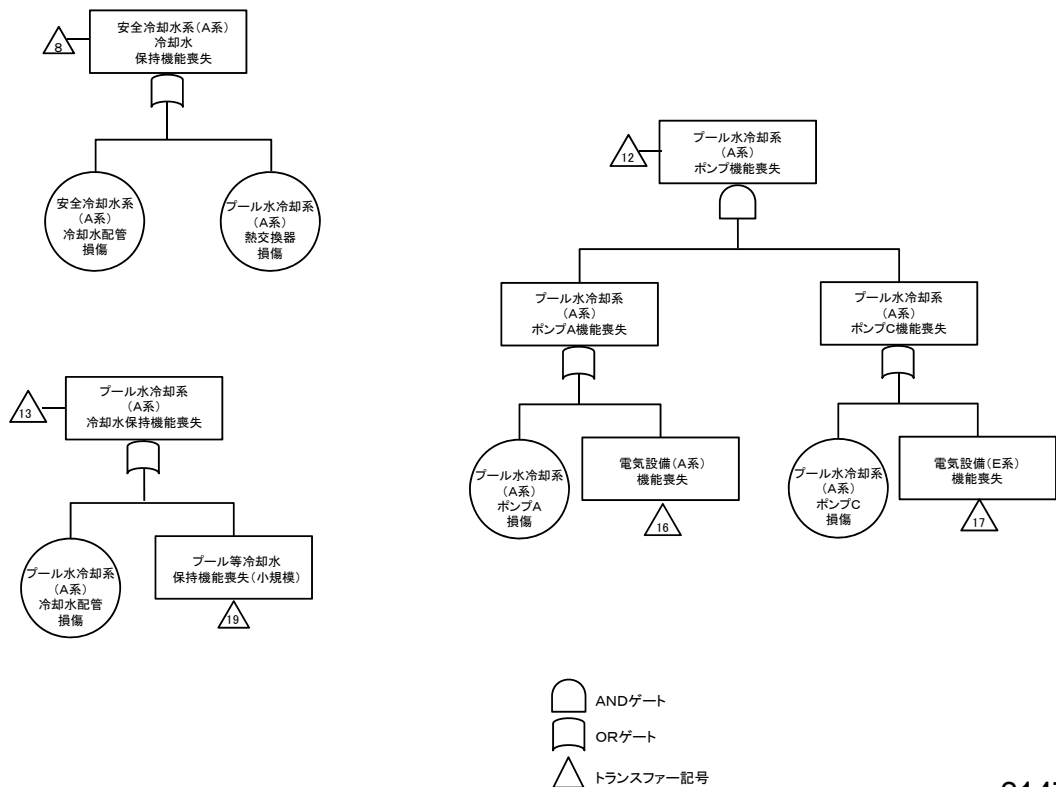 安全冷却水系(A系)
冷却水
保持機能喪失
8
安全冷却水系
(A系)
冷却水配管
損傷
プール水冷却系
(A系)
熱交換器
損傷
プール水冷却系
(A系)
冷却水保持機能喪失
13
プール水冷却系
(A系)
冷却水配管
損傷
プール等冷却水
保持機能喪失(小規模)
19
プール水冷却系
(A系)
ポンプ機能喪失
12
プール水冷却系
(A系)
ポンプA機能喪失
プール水冷却系
(A系)
ポンプC機能喪失
プール水冷却系
(A系)
ポンプA
損傷
電気設備(A系)
機能喪失
16
プール水冷却系
(A系)
ポンプC
損傷
電気設備(E系)
機能喪失
17
ANDゲート
ORゲート
トランスファー記号